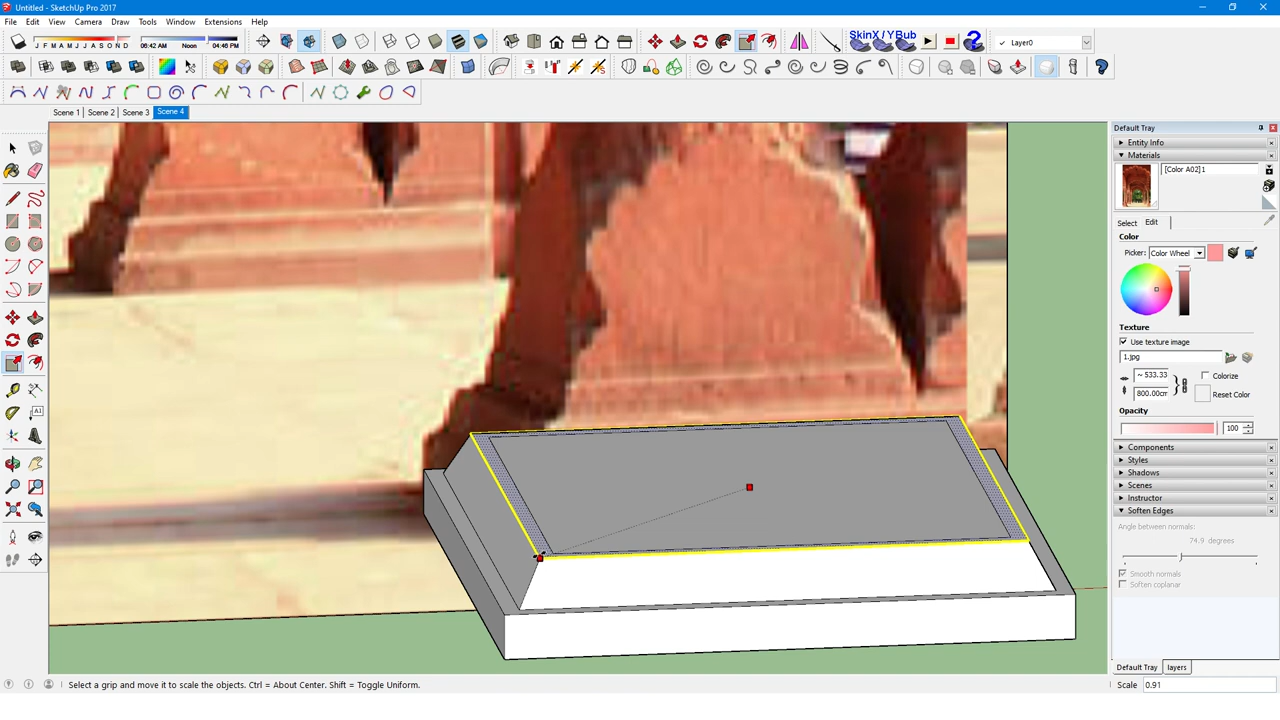 Untitled - SketchUp Pro 2017
File Edit View Camera Draw Tools Window Extensions Help
J F M A M J J A S O N D 06:42 AM Noon 04:46 PM SkinX / YBub Layer0
Scene 1 Scene 2 Scene 3 Scene 4
Default Tray
Entity Info
Materials
[Color A02]1
Select Edit
Color
Picker: Color Wheel
Texture
Use texture image
1.jpg
~ 533.33 Colorize
800.00cm Reset Color
Opacity
100
Components
Styles
Shadows
Scenes
Instructor
Soften Edges
Angle between normals:
74.9 degrees
Smooth normals
Soften coplanar
Default Tray layers
Select a grip and move it to scale the objects. Ctrl = About Center. Shift = Toggle Uniform. Scale 0.91